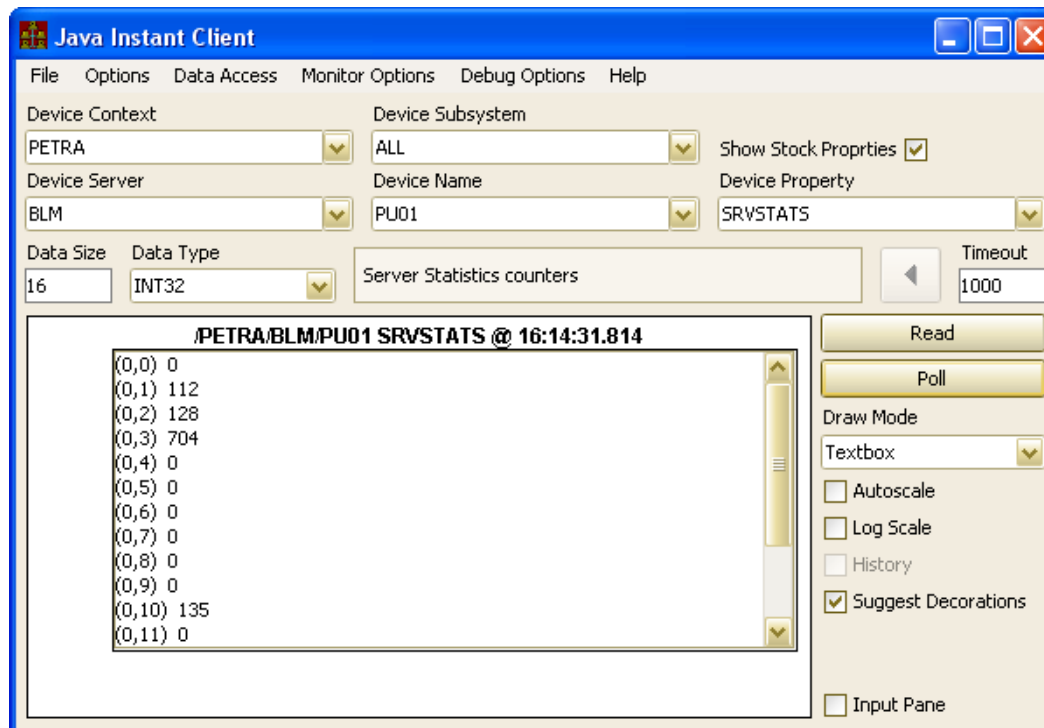 Java Instant Client
File Options Data Access Monitor Options Debug Options Help
Device Context Device Subsystem
PETRA ALL Show Stock Proprties
Device Server Device Name Device Property
BLM PU01 SRVSTATS
Data Size Data Type Timeout
16 INT32 Server Statistics counters 1000
/PETRA/BLM/PU01 SRVSTATS @ 16:14:31.814
(0,0) 0
(0,1) 112
(0,2) 128
(0,3) 704
(0,4) 0
(0,5) 0
(0,6) 0
(0,7) 0
(0,8) 0
(0,9) 0
(0,10) 135
(0,11) 0
Read
Poll
Draw Mode
Textbox
Autoscale
Log Scale
History
Suggest Decorations
Input Pane